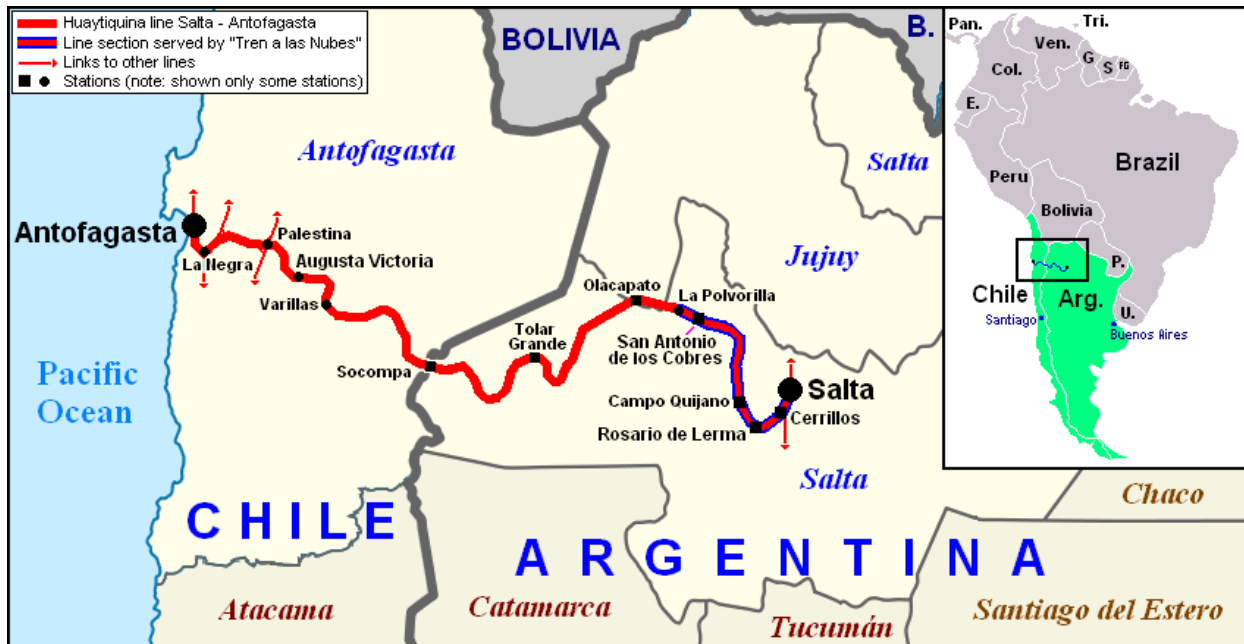 Huaytiquina line Salta - Antofagasta
Line section served by "Tren a las Nubes"
Links to other lines
Stations (note: shown only some stations)
BOLIVIA
B.
Antofagasta
Salta
Jujuy
Antofagasta
La Negra
Palestina
Augusta Victoria
Varillas
Socompa
Tolar
Grande
Olacapato
La Polvorilla
San Antonio
de los Cobres
Campo Quijano
Rosario de Lerma
Salta
Cerrillos
Pacific
Ocean
Salta
CHILE
ARGENTINA
Chaco
Atacama
Catamarca
Tucumán
Santiago del Estero
Pan.
Tri.
Ven.
G
S
FG
Col.
E.
Brazil
Peru
Bolivia
P.
Chile
Arg.
U.
Santiago
Buenos Aires